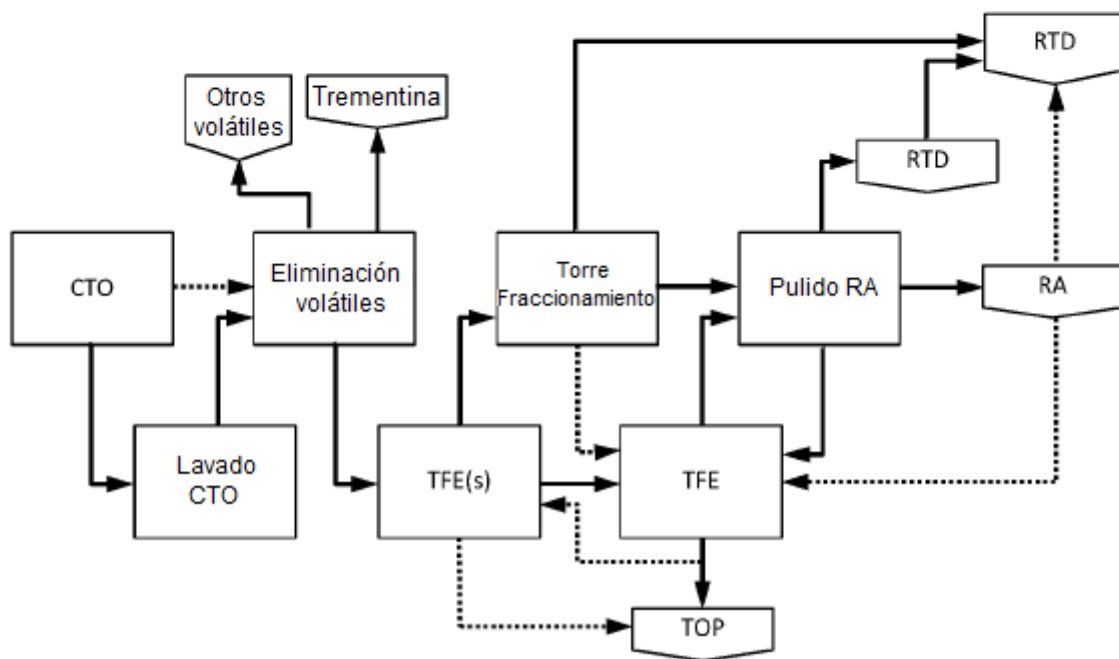 RTD
Otros
volátiles
Trementina
RTD
CTO
Eliminación
volátiles
Torre
Fraccionamiento
Pulido RA
RA
Lavado
CTO
TFE(s)
TFE
TOP